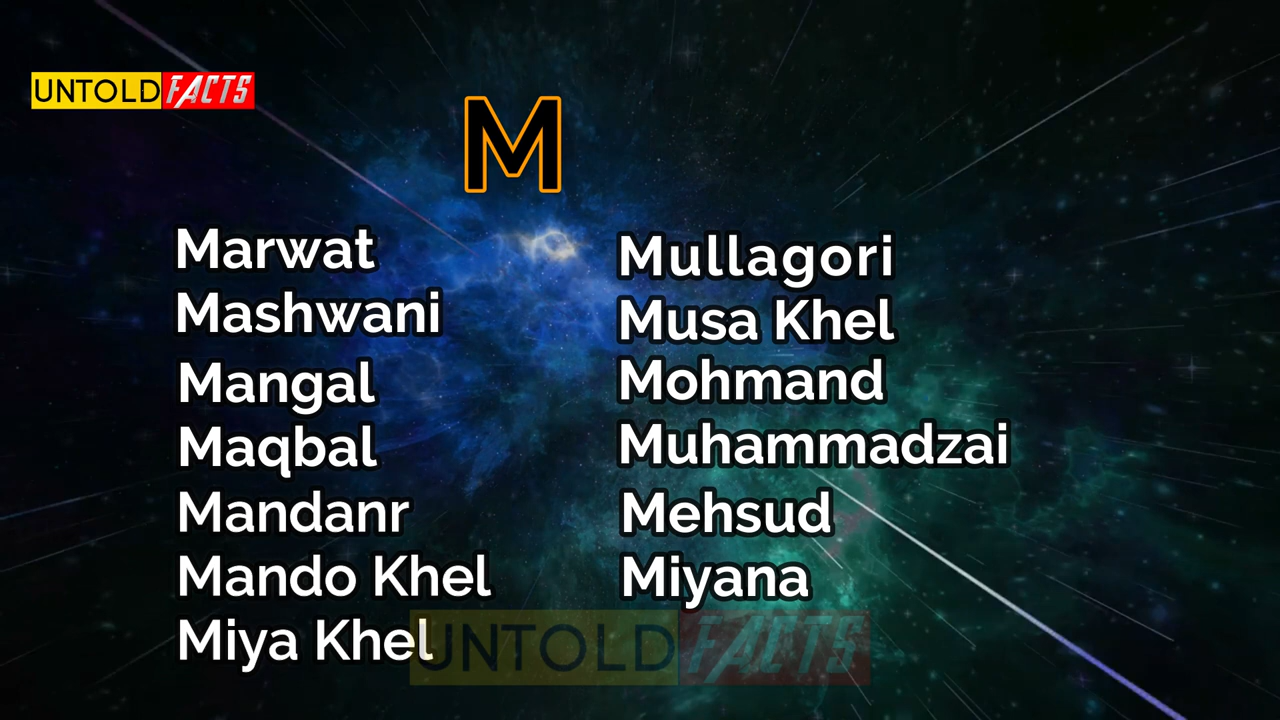 UNTOLD FACTS
M
Marwat
Mashwani
Mangal
Maqbal
Mandanr
Mando Khel
Miya Khel
Mullagori
Musa Khel
Mohmand
Muhammadzai
Mehsud
Miyana
UNTOLD FACTS